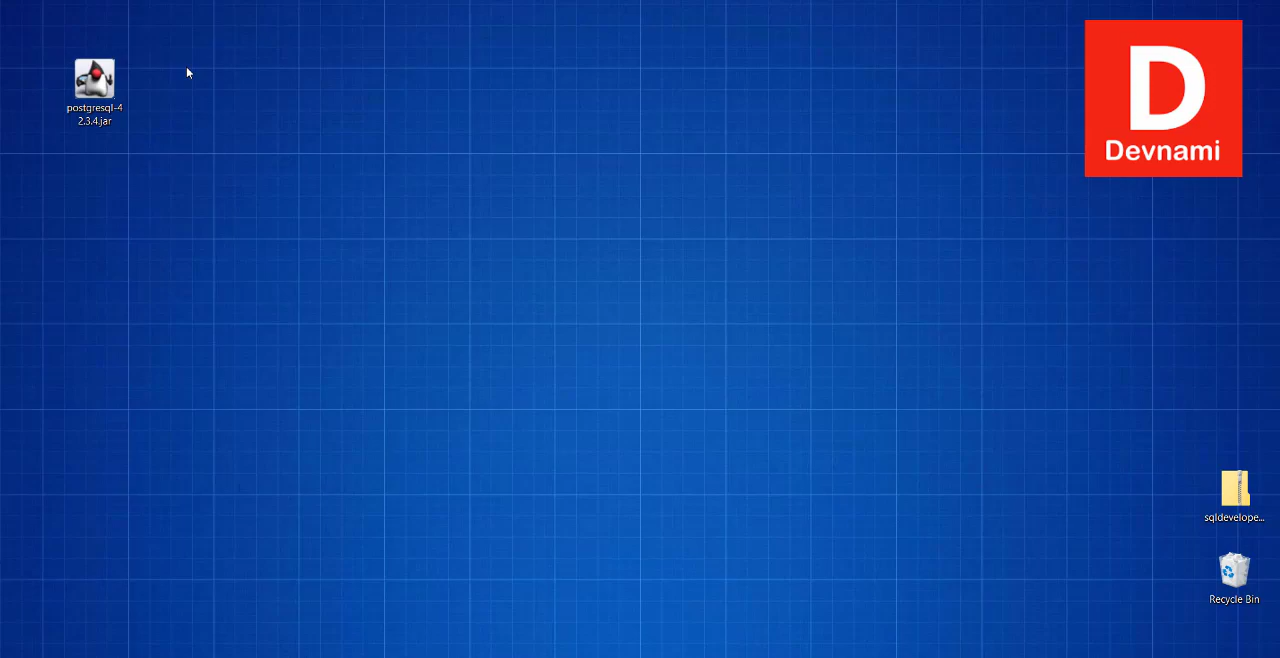 postgresql-4
2.3.4.jar
D
Devnami
sqldevelope...
Recycle Bin